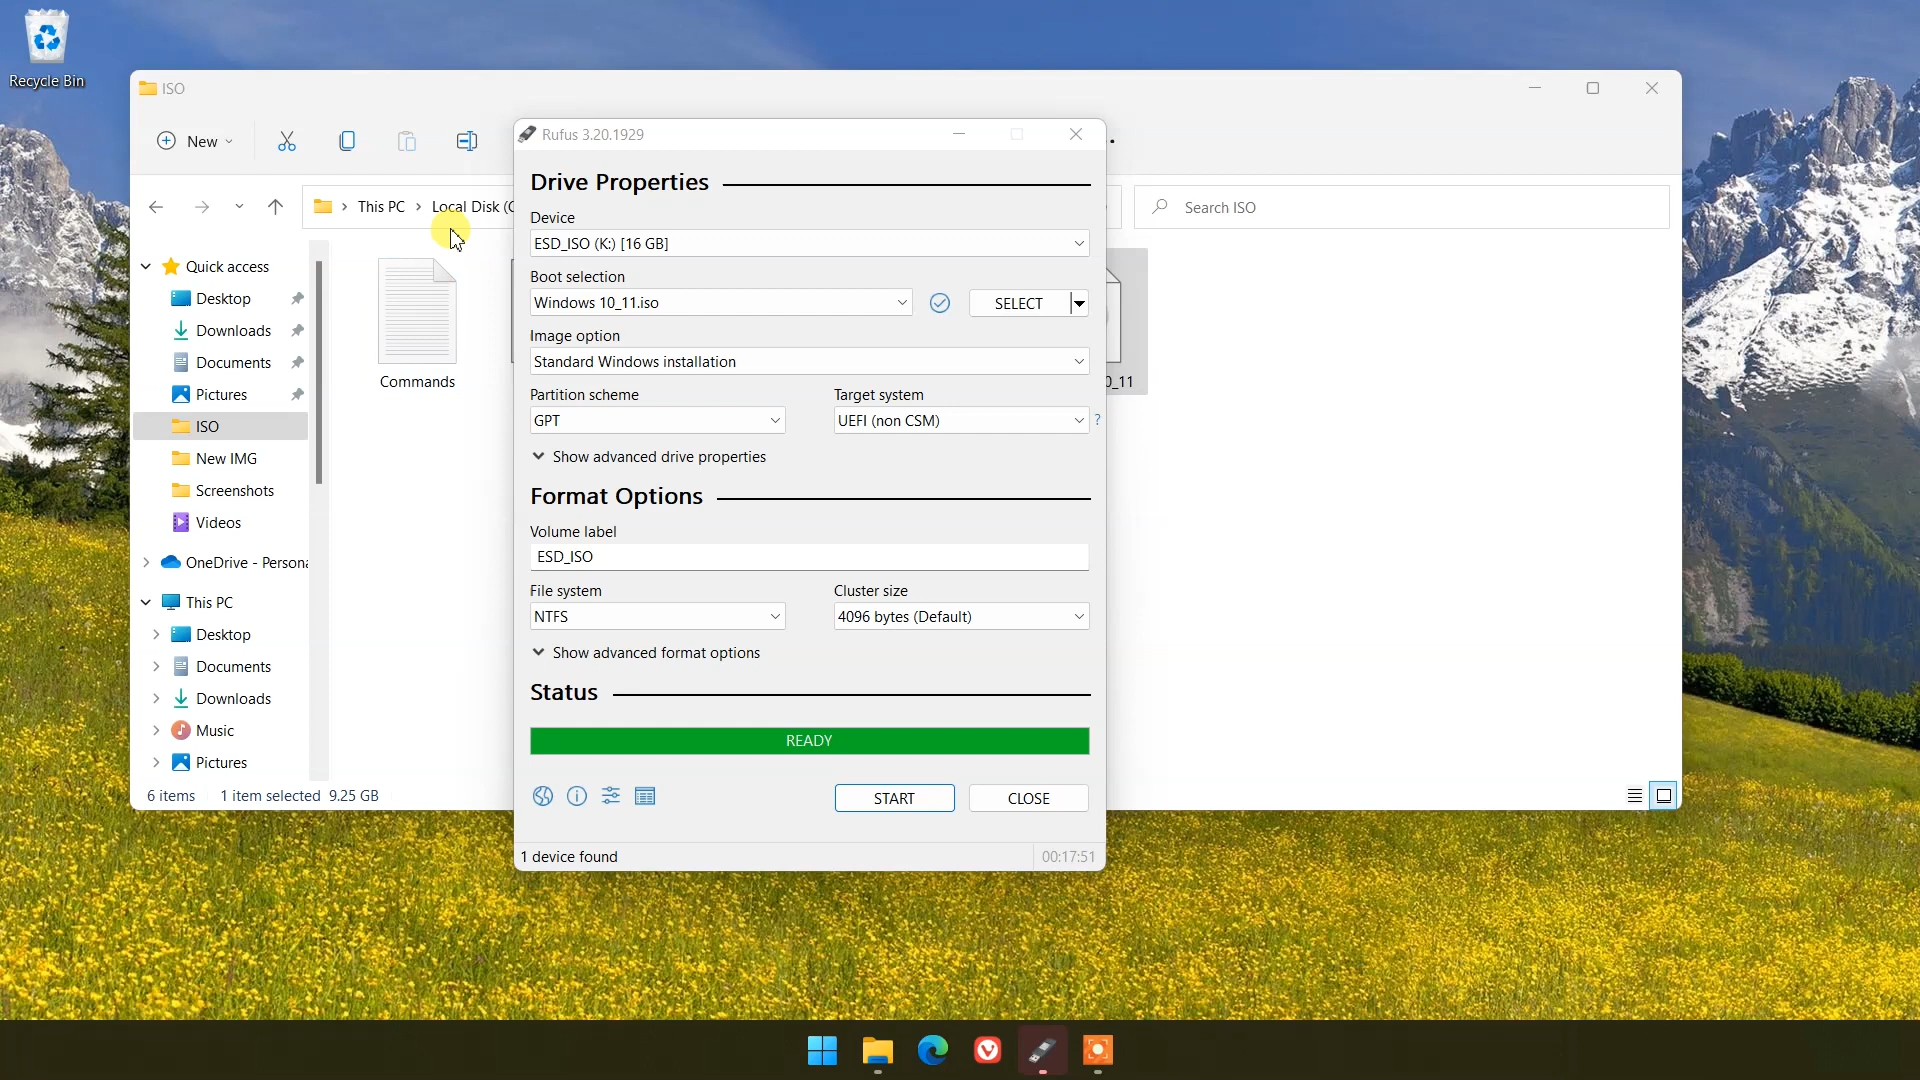 Recycle Bin
ISO
New
Rufus 3.20.1929
This PC
Local Disk (C
Search ISO
Quick access
Desktop
Downloads
Documents
Pictures
ISO
New IMG
Screenshots
Videos
OneDrive - Persona
This PC
Desktop
Documents
Downloads
Music
Pictures
6 items
1 item selected 9.25 GB
Commands
0_11
Drive Properties
Device
ESD_ISO (K:) [16 GB]
Boot selection
Windows 10_11.iso
SELECT
Image option
Standard Windows installation
Partition scheme
Target system
GPT
UEFI (non CSM)
?
Show advanced drive properties
Format Options
Volume label
ESD_ISO
File system
Cluster size
NTFS
4096 bytes (Default)
Show advanced format options
Status
READY
START
CLOSE
1 device found
00:17:51